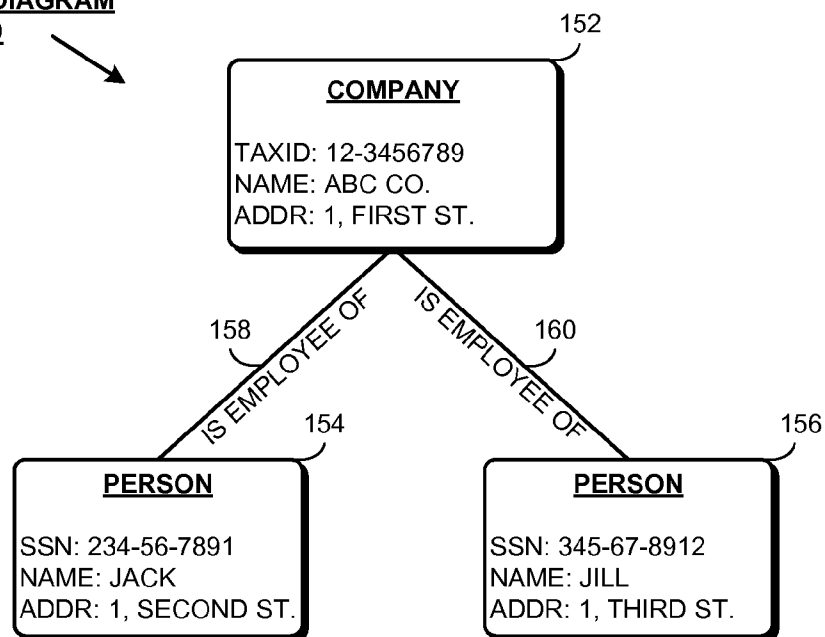 DIAGRAM
152
COMPANY
TAXID: 12-3456789
NAME: ABC CO.
ADDR: 1, FIRST ST.
158
IS EMPLOYEE OF
IS EMPLOYEE OF
160
154
156
PERSON
SSN: 234-56-7891
NAME: JACK
ADDR: 1, SECOND ST.
PERSON
SSN: 345-67-8912
NAME: JILL
ADDR: 1, THIRD ST.